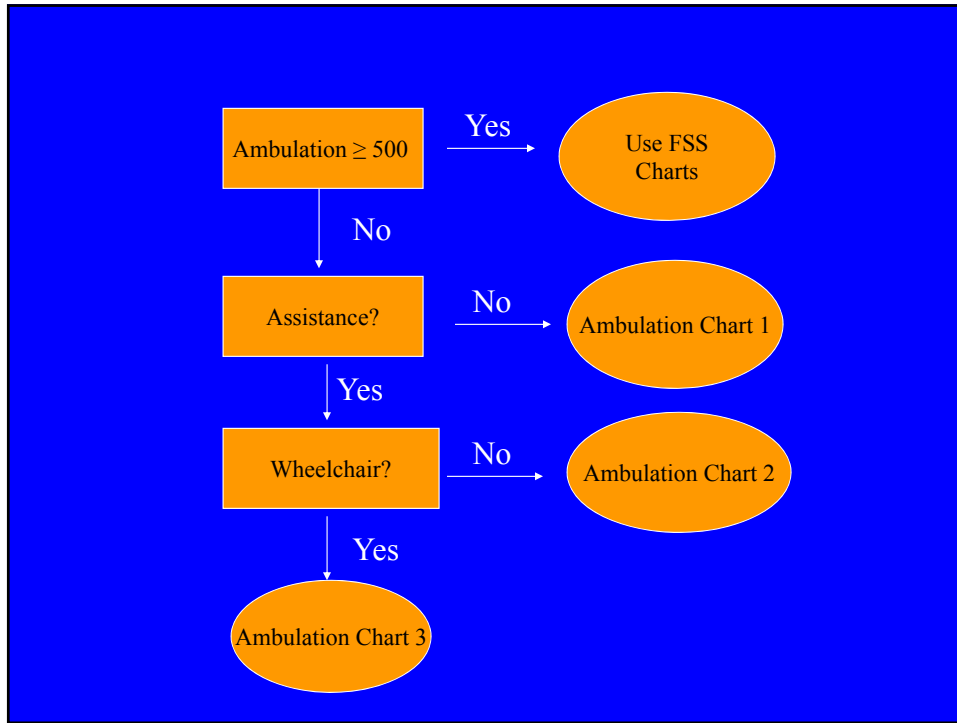 Ambulation ≥ 500
Yes
Use FSS
Charts
No
Assistance?
No
Ambulation Chart 1
Yes
Wheelchair?
No
Ambulation Chart 2
Yes
Ambulation Chart 3